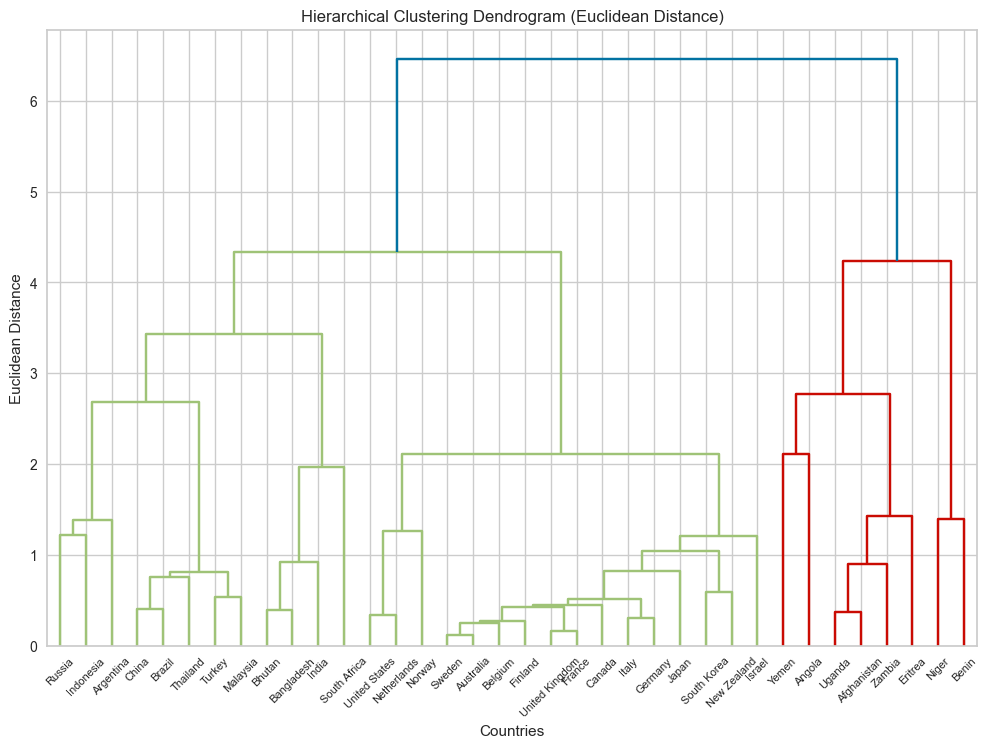 Hierarchical Clustering Dendrogram (Euclidean Distance)
Euclidean Distance
6
5
4
3
2
1
0
Russia
Indonesia
Argentina
China
Brazil
Thailand
Turkey
Malaysia
Bhutan
Bangladesh
India
South Africa
United States
Netherlands
Norway
Sweden
Australia
Belgium
Finland
United Kingdom
France
Canada
Italy
Germany
Japan
South Korea
New Zealand
Israel
Yemen
Angola
Uganda
Afghanistan
Zambia
Eritrea
Niger
Benin
Countries